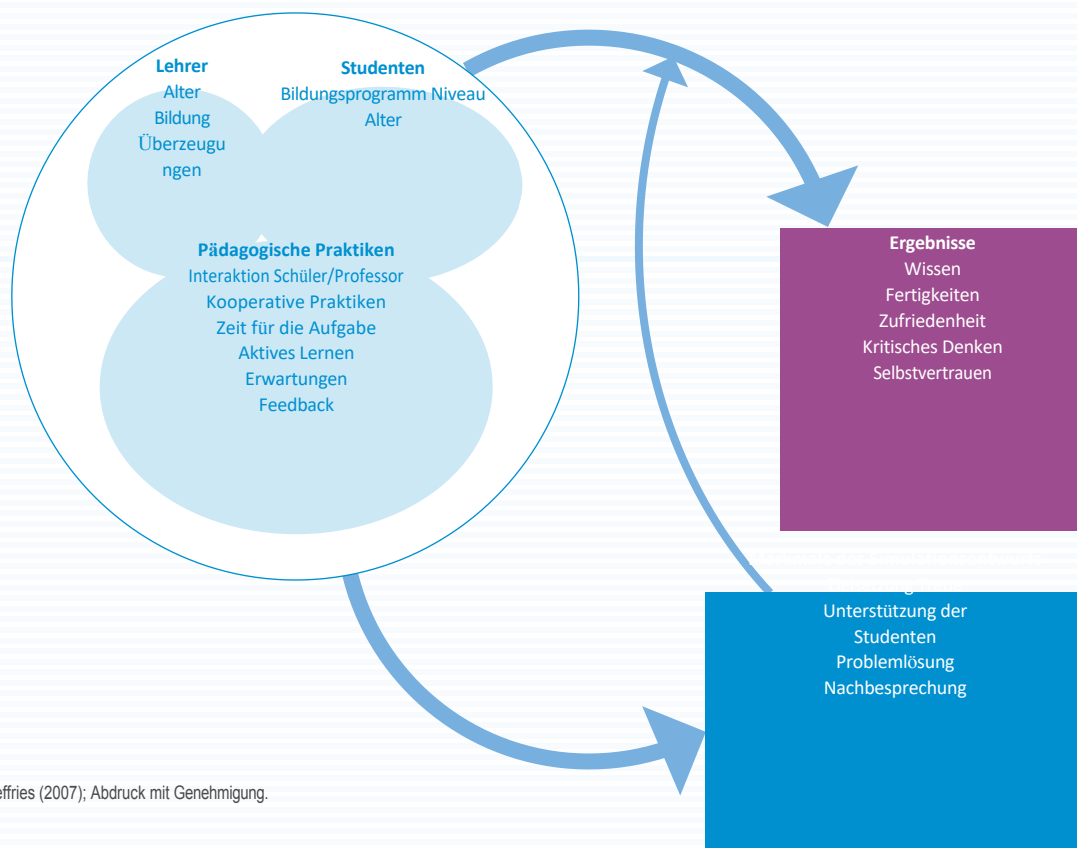 Lehrer
Alter
Bildung
Überzeugu
ngen
Studenten
Bildungsprogramm Niveau
Alter
Pädagogische Praktiken
Interaktion Schüler/Professor
Kooperative Praktiken
Zeit für die Aufgabe
Aktives Lernen
Erwartungen
Feedback
Ergebnisse
Wissen
Fertigkeiten
Zufriedenheit
Kritisches Denken
Selbstvertrauen
Unterstützung der
Studenten
Problemlösung
Nachbesprechung
effries (2007); Abdruck mit Genehmigung.